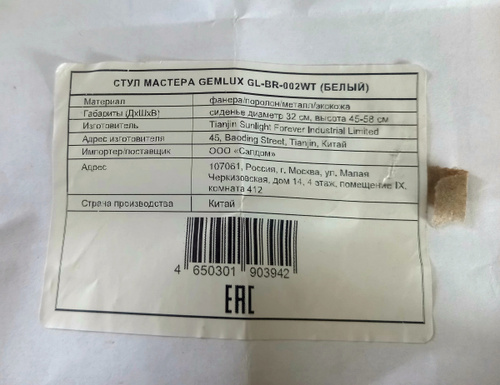 СТУЛ МАСТЕРА GEMLUX GL-BR-002WT (БЕЛЫЙ)
Материал фанера/поролон/металл/экокожа
Габариты (ДхШхВ) сиденье диаметр 32 см, высота 45-58 см
Изготовитель Tianjin Sunlight Forever Industrial Limited
Адрес изготовителя 45, Baoding Street, Tianjin, Китай
Импортер/поставщик ООО «Сапдом»
Адрес 107061, Россия, г. Москва, ул. Малая
Черкизовская, дом 14, 4 этаж, помещение IX,
комната 412
Страна производства Китай
4 650301 903942
EAC